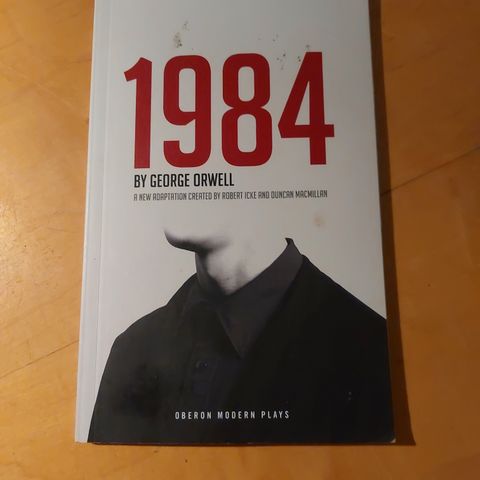 1984
BY GEORGE ORWELL
A NEW ADAPTATION CREATED BY ROBERT ICKE AND DUNCAN MACMILLAN
OBERON MODERN PLAYS